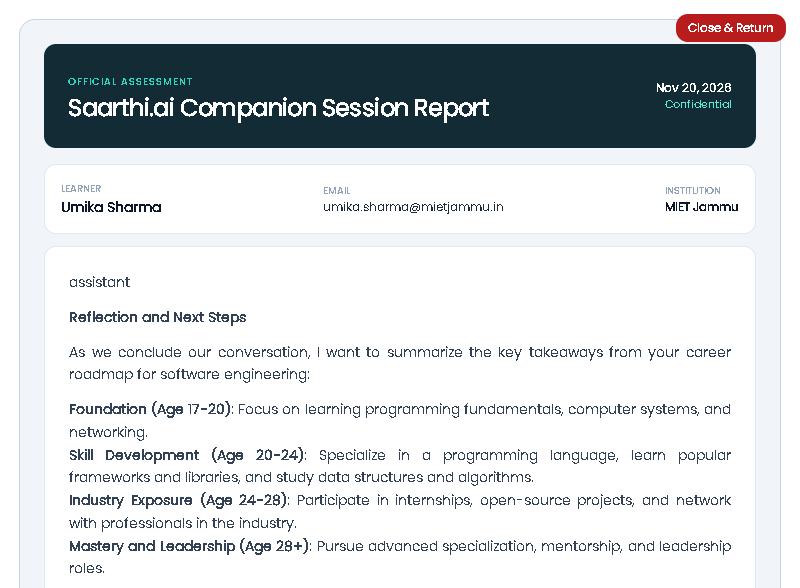 Close & Return
OFFICIAL ASSESSMENT
Saarthi.ai Companion Session Report
Nov 20, 2026
Confidential
LEARNER
Umika Sharma
EMAIL
umika.sharma@mietjammu.in
INSTITUTION
MIET Jammu
assistant
Reflection and Next Steps
As we conclude our conversation, I want to summarize the key takeaways from your career
roadmap for software engineering:
Foundation (Age 17-20): Focus on learning programming fundamentals, computer systems, and
networking.
Skill Development (Age 20-24): Specialize in a programming language, learn popular
frameworks and libraries, and study data structures and algorithms.
Industry Exposure (Age 24-28): Participate in internships, open-source projects, and network
with professionals in the industry.
Mastery and Leadership (Age 28+): Pursue advanced specialization, mentorship, and leadership
roles.